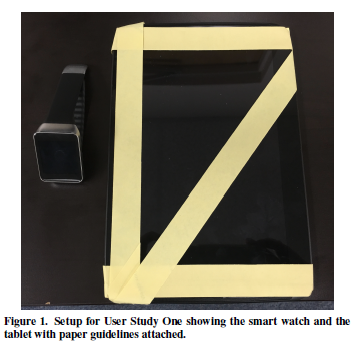 Figure 1. Setup for User Study One showing the smart watch and the
tablet with paper guidelines attached.